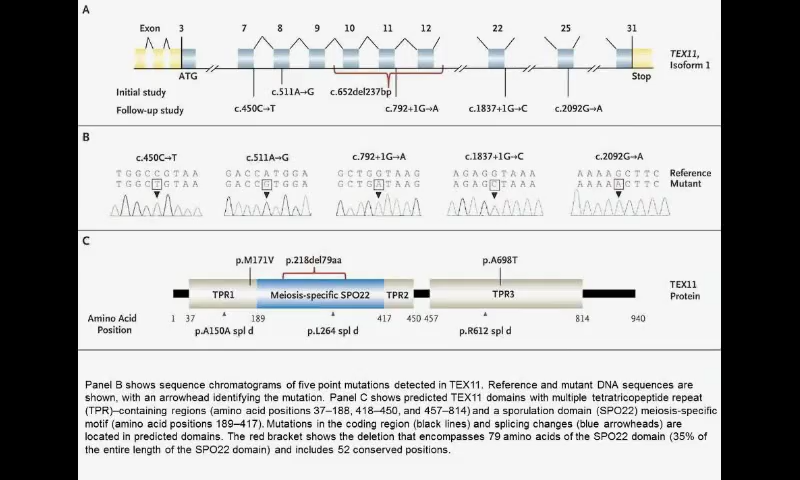 A
Exon 3 7 8 9 10 11 12 22 25 31
TEX11,
Isoform 1
ATG Stop
Initial study c.511A→G c.652del237bp
Follow-up study c.450C→T c.792+1G→A c.1837+1G→C c.2092G→A
B
c.450C→T c.511A→G c.792+1G→A c.1837+1G→C c.2092G→A
TGGCCGTAA GACCATGGA GCTGGTAAG AGAGGTAAA AAAAGCTTC Reference
TGGCTGTAA GACCGTGGA GCTGATAAG AGAGCTAAA AAAAACTTC Mutant
C
p.M171V p.218del79aa p.A698T
TPR1 Meiosis-specific SPO22 TPR2 TPR3
TEX11
Protein
Amino Acid
Position
1 37 189 417 450 457 814 940
p.A150A spl d p.L264 spl d p.R612 spl d
Panel B shows sequence chromatograms of five point mutations detected in TEX11. Reference and mutant DNA sequences are
shown, with an arrowhead identifying the mutation. Panel C shows predicted TEX11 domains with multiple tetratricopeptide repeat
(TPR)–containing regions (amino acid positions 37–188, 418–450, and 457–814) and a sporulation domain (SPO22) meiosis-specific
motif (amino acid positions 189–417). Mutations in the coding region (black lines) and splicing changes (blue arrowheads) are
located in predicted domains. The red bracket shows the deletion that encompasses 79 amino acids of the SPO22 domain (35% of
the entire length of the SPO22 domain) and includes 52 conserved positions.